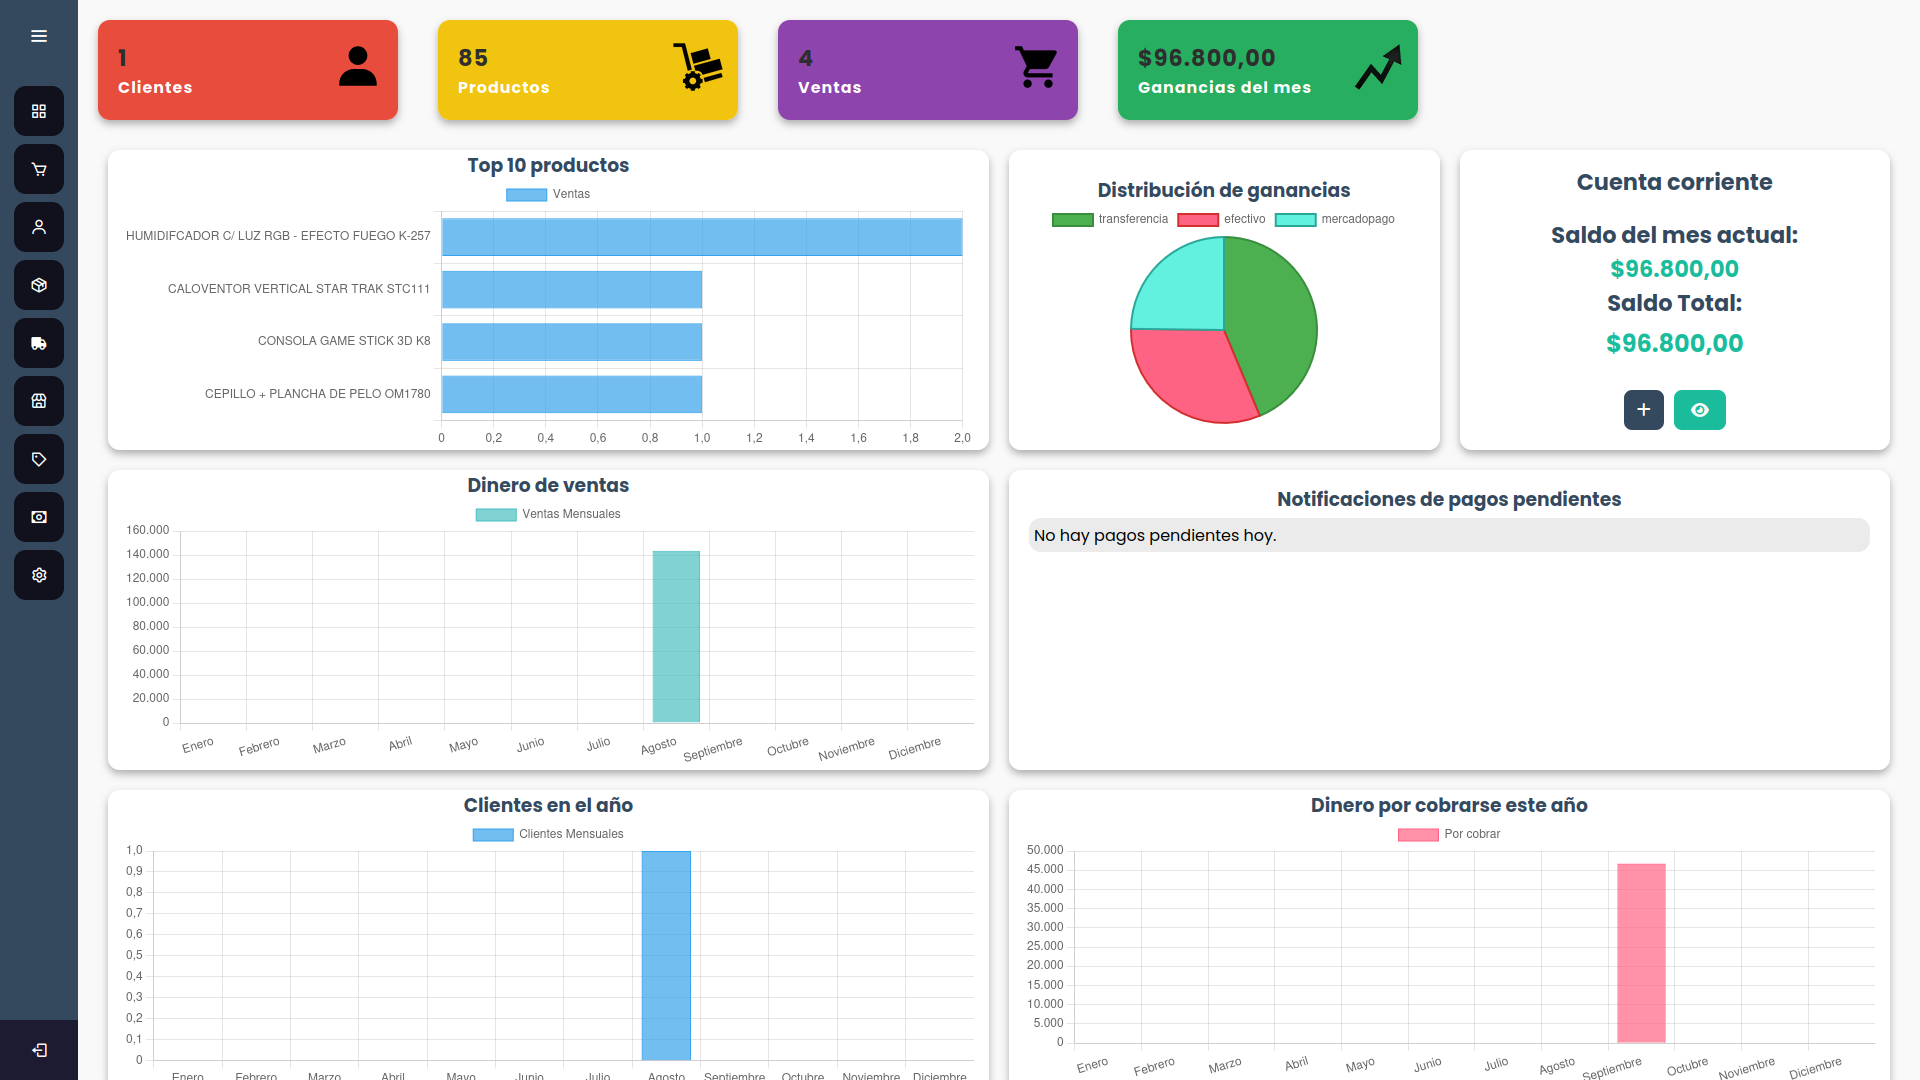 1
Clientes
85
Productos
4
Ventas
$96.800,00
Ganancias del mes
Top 10 productos
Ventas
HUMIDIFCADOR C/ LUZ RGB - EFECTO FUEGO K-257
CALOVENTOR VERTICAL STAR TRAK STC111
CONSOLA GAME STICK 3D K8
CEPILLO + PLANCHA DE PELO OM1780
0 0,2 0,4 0,6 0,8 1,0 1,2 1,4 1,6 1,8 2,0
Distribución de ganancias
transferencia efectivo mercadopago
Cuenta corriente
Saldo del mes actual:
$96.800,00
Saldo Total:
$96.800,00
Dinero de ventas
Ventas Mensuales
160.000
140.000
120.000
100.000
80.000
60.000
40.000
20.000
0
Enero Febrero Marzo Abril Mayo Junio Julio Agosto Septiembre Octubre Noviembre Diciembre
Notificaciones de pagos pendientes
No hay pagos pendientes hoy.
Clientes en el año
Clientes Mensuales
1,0
0,9
0,8
0,7
0,6
0,5
0,4
0,3
0,2
0,1
0
Enero Febrero Marzo Abril Mayo Junio Julio Agosto Septiembre Octubre Noviembre Diciembre
Dinero por cobrarse este año
Por cobrar
50.000
45.000
40.000
35.000
30.000
25.000
20.000
15.000
10.000
5.000
0
Enero Febrero Marzo Abril Mayo Junio Julio Agosto Septiembre Octubre Noviembre Diciembre